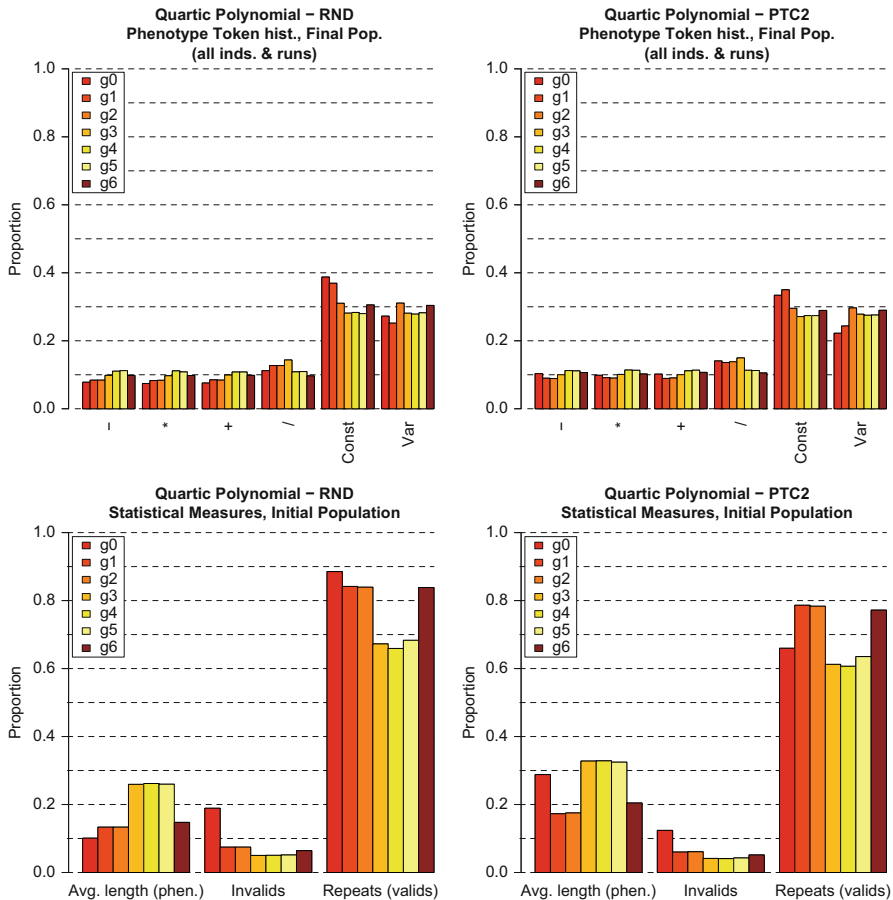 Quartic Polynomial − RND
Phenotype Token hist., Final Pop.
(all inds. & runs)
1.0
0.8
0.6
0.4
0.2
0.0
Proportion
g0
g1
g2
g3
g4
g5
g6
−
*
+
/
Const
Var
Quartic Polynomial − PTC2
Phenotype Token hist., Final Pop.
(all inds. & runs)
1.0
0.8
0.6
0.4
0.2
0.0
Proportion
g0
g1
g2
g3
g4
g5
g6
−
*
+
/
Const
Var
Quartic Polynomial − RND
Statistical Measures, Initial Population
1.0
0.8
0.6
0.4
0.2
0.0
Proportion
g0
g1
g2
g3
g4
g5
g6
Avg. length (phen.)
Invalids
Repeats (valids)
Quartic Polynomial − PTC2
Statistical Measures, Initial Population
1.0
0.8
0.6
0.4
0.2
0.0
Proportion
g0
g1
g2
g3
g4
g5
g6
Avg. length (phen.)
Invalids
Repeats (valids)